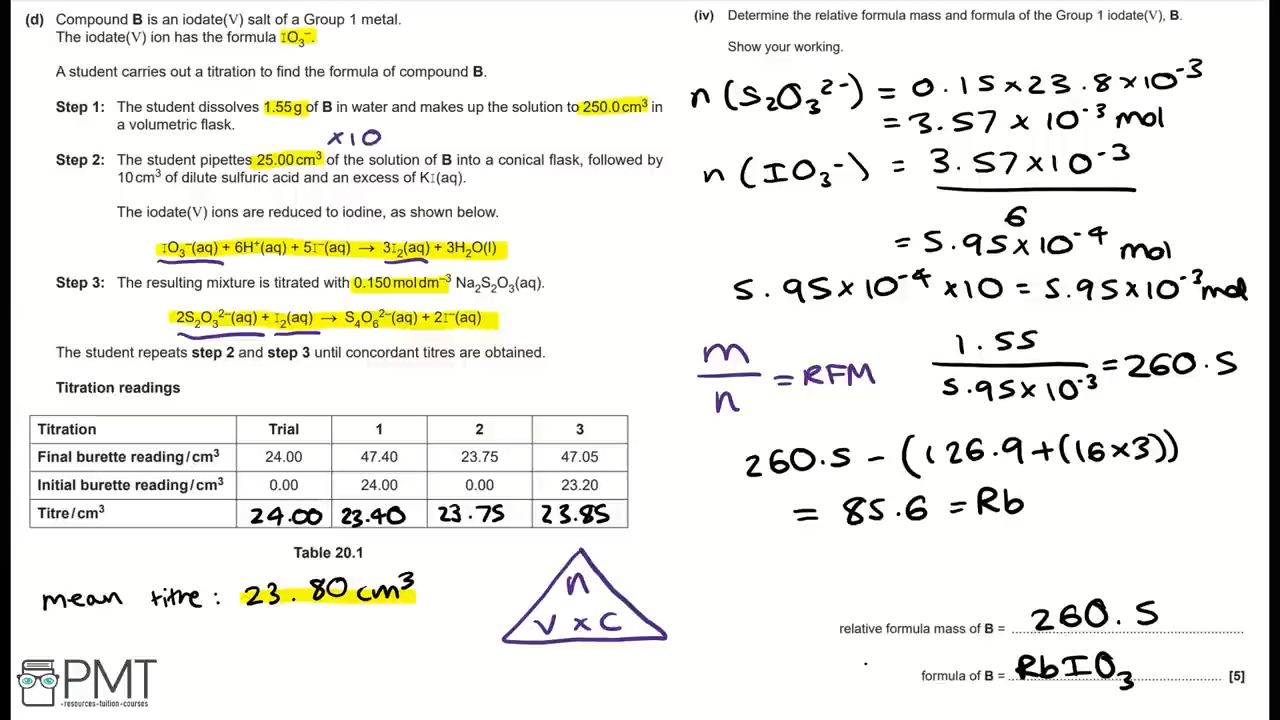 (d) Compound B is an iodate(V) salt of a Group 1 metal.
The iodate(V) ion has the formula IO₃⁻.
A student carries out a titration to find the formula of compound B.
Step 1: The student dissolves 1.55 g of B in water and makes up the solution to 250.0 cm³ in
a volumetric flask.
×10
Step 2: The student pipettes 25.00 cm³ of the solution of B into a conical flask, followed by
10 cm³ of dilute sulfuric acid and an excess of KI(aq).
The iodate(V) ions are reduced to iodine, as shown below.
IO₃⁻(aq) + 6H⁺(aq) + 5I⁻(aq) → 3I₂(aq) + 3H₂O(l)
Step 3: The resulting mixture is titrated with 0.150 mol dm⁻³ Na₂S₂O₃(aq).
2S₂O₃²⁻(aq) + I₂(aq) → S₄O₆²⁻(aq) + 2I⁻(aq)
The student repeats step 2 and step 3 until concordant titres are obtained.
Titration readings
Titration Trial 1 2 3
Final burette reading/cm³ 24.00 47.40 23.75 47.05
Initial burette reading/cm³ 0.00 24.00 0.00 23.20
Titre/cm³ 24.00 23.40 23.75 23.85
Table 20.1
mean titre: 23.80 cm³
n
V × C
PMT
resources-tuition-courses
(iv) Determine the relative formula mass and formula of the Group 1 iodate(V), B.
Show your working.
n(S₂O₃²⁻) = 0.15 × 23.8 × 10⁻³
= 3.57 × 10⁻³ mol
n(IO₃⁻) = 3.57 × 10⁻³
6
= 5.95 × 10⁻⁴ mol
5.95 × 10⁻⁴ × 10 = 5.95 × 10⁻³ mol
m
n
= RFM
1.55
5.95 × 10⁻³
= 260.5
260.5 − (126.9 + (16 × 3))
= 85.6 = Rb
relative formula mass of B = 260.5
formula of B = RbIO₃ [5]